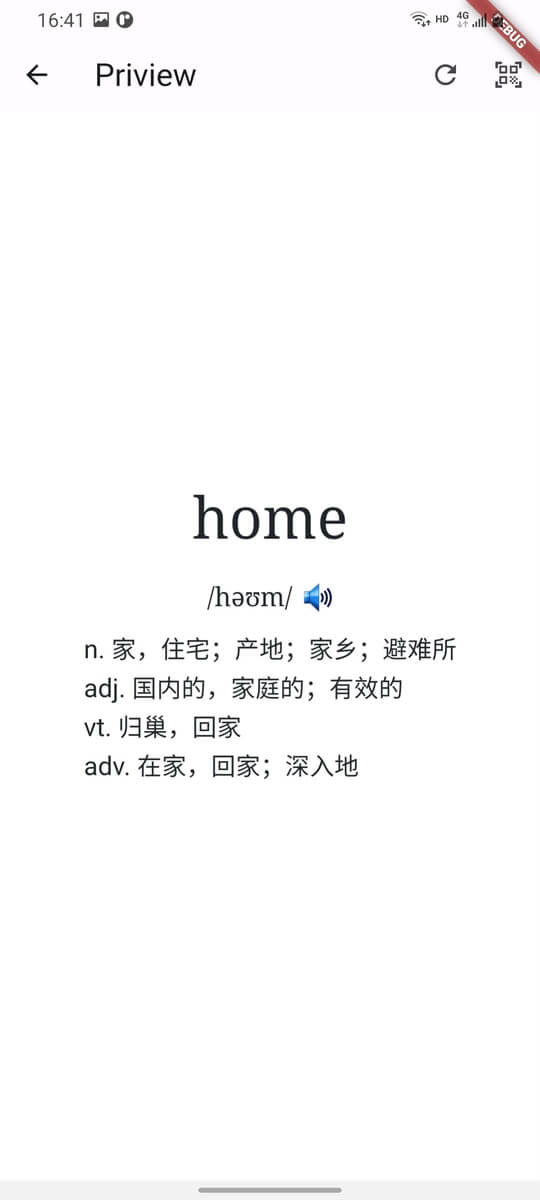 16:41
HD 4G
DEBUG
Priview
home
/həʊm/
n. 家，住宅；产地；家乡；避难所
adj. 国内的，家庭的；有效的
vt. 归巢，回家
adv. 在家，回家；深入地